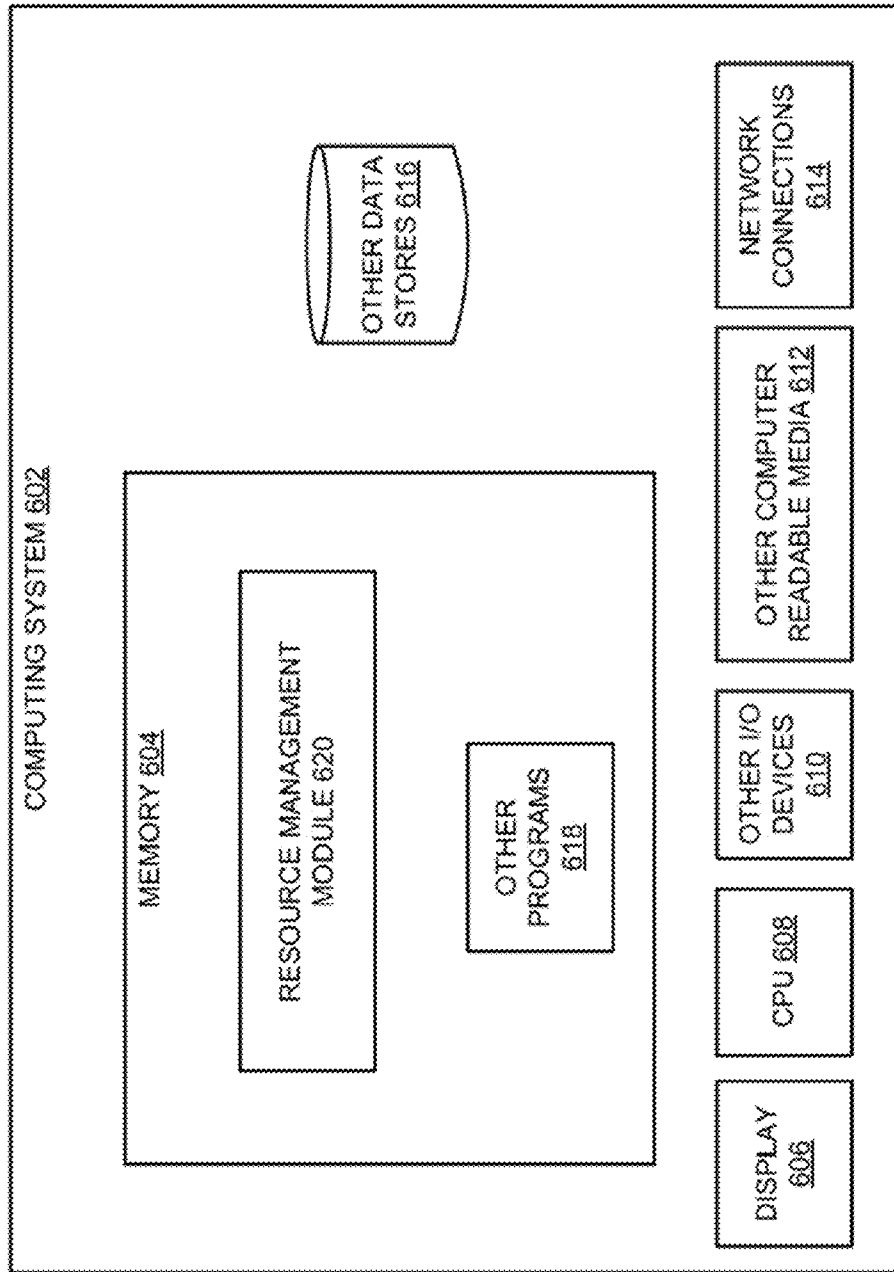 COMPUTING SYSTEM 602
MEMORY 604
RESOURCE MANAGEMENT
MODULE 620
OTHER
PROGRAMS
618
OTHER DATA
STORES 616
DISPLAY
606
CPU 608
OTHER I/O
DEVICES
610
OTHER COMPUTER
READABLE MEDIA 612
NETWORK
CONNECTIONS
614